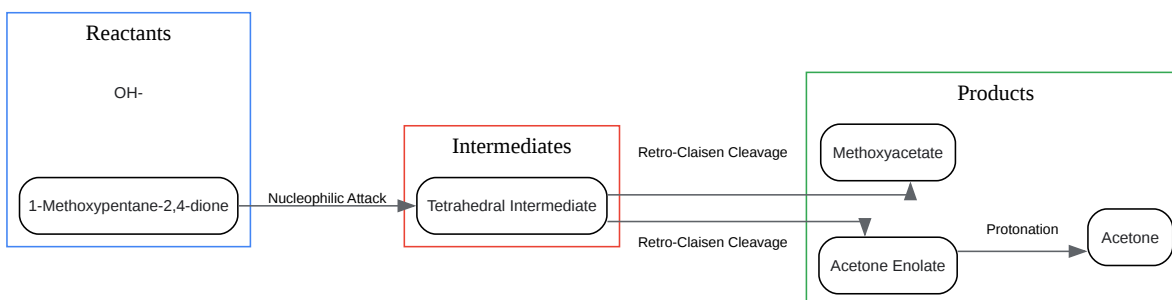 Reactants
OH-
1-Methoxypentane-2,4-dione
Nucleophilic Attack
Intermediates
Tetrahedral Intermediate
Retro-Claisen Cleavage
Retro-Claisen Cleavage
Products
Methoxyacetate
Acetone Enolate
Protonation
Acetone